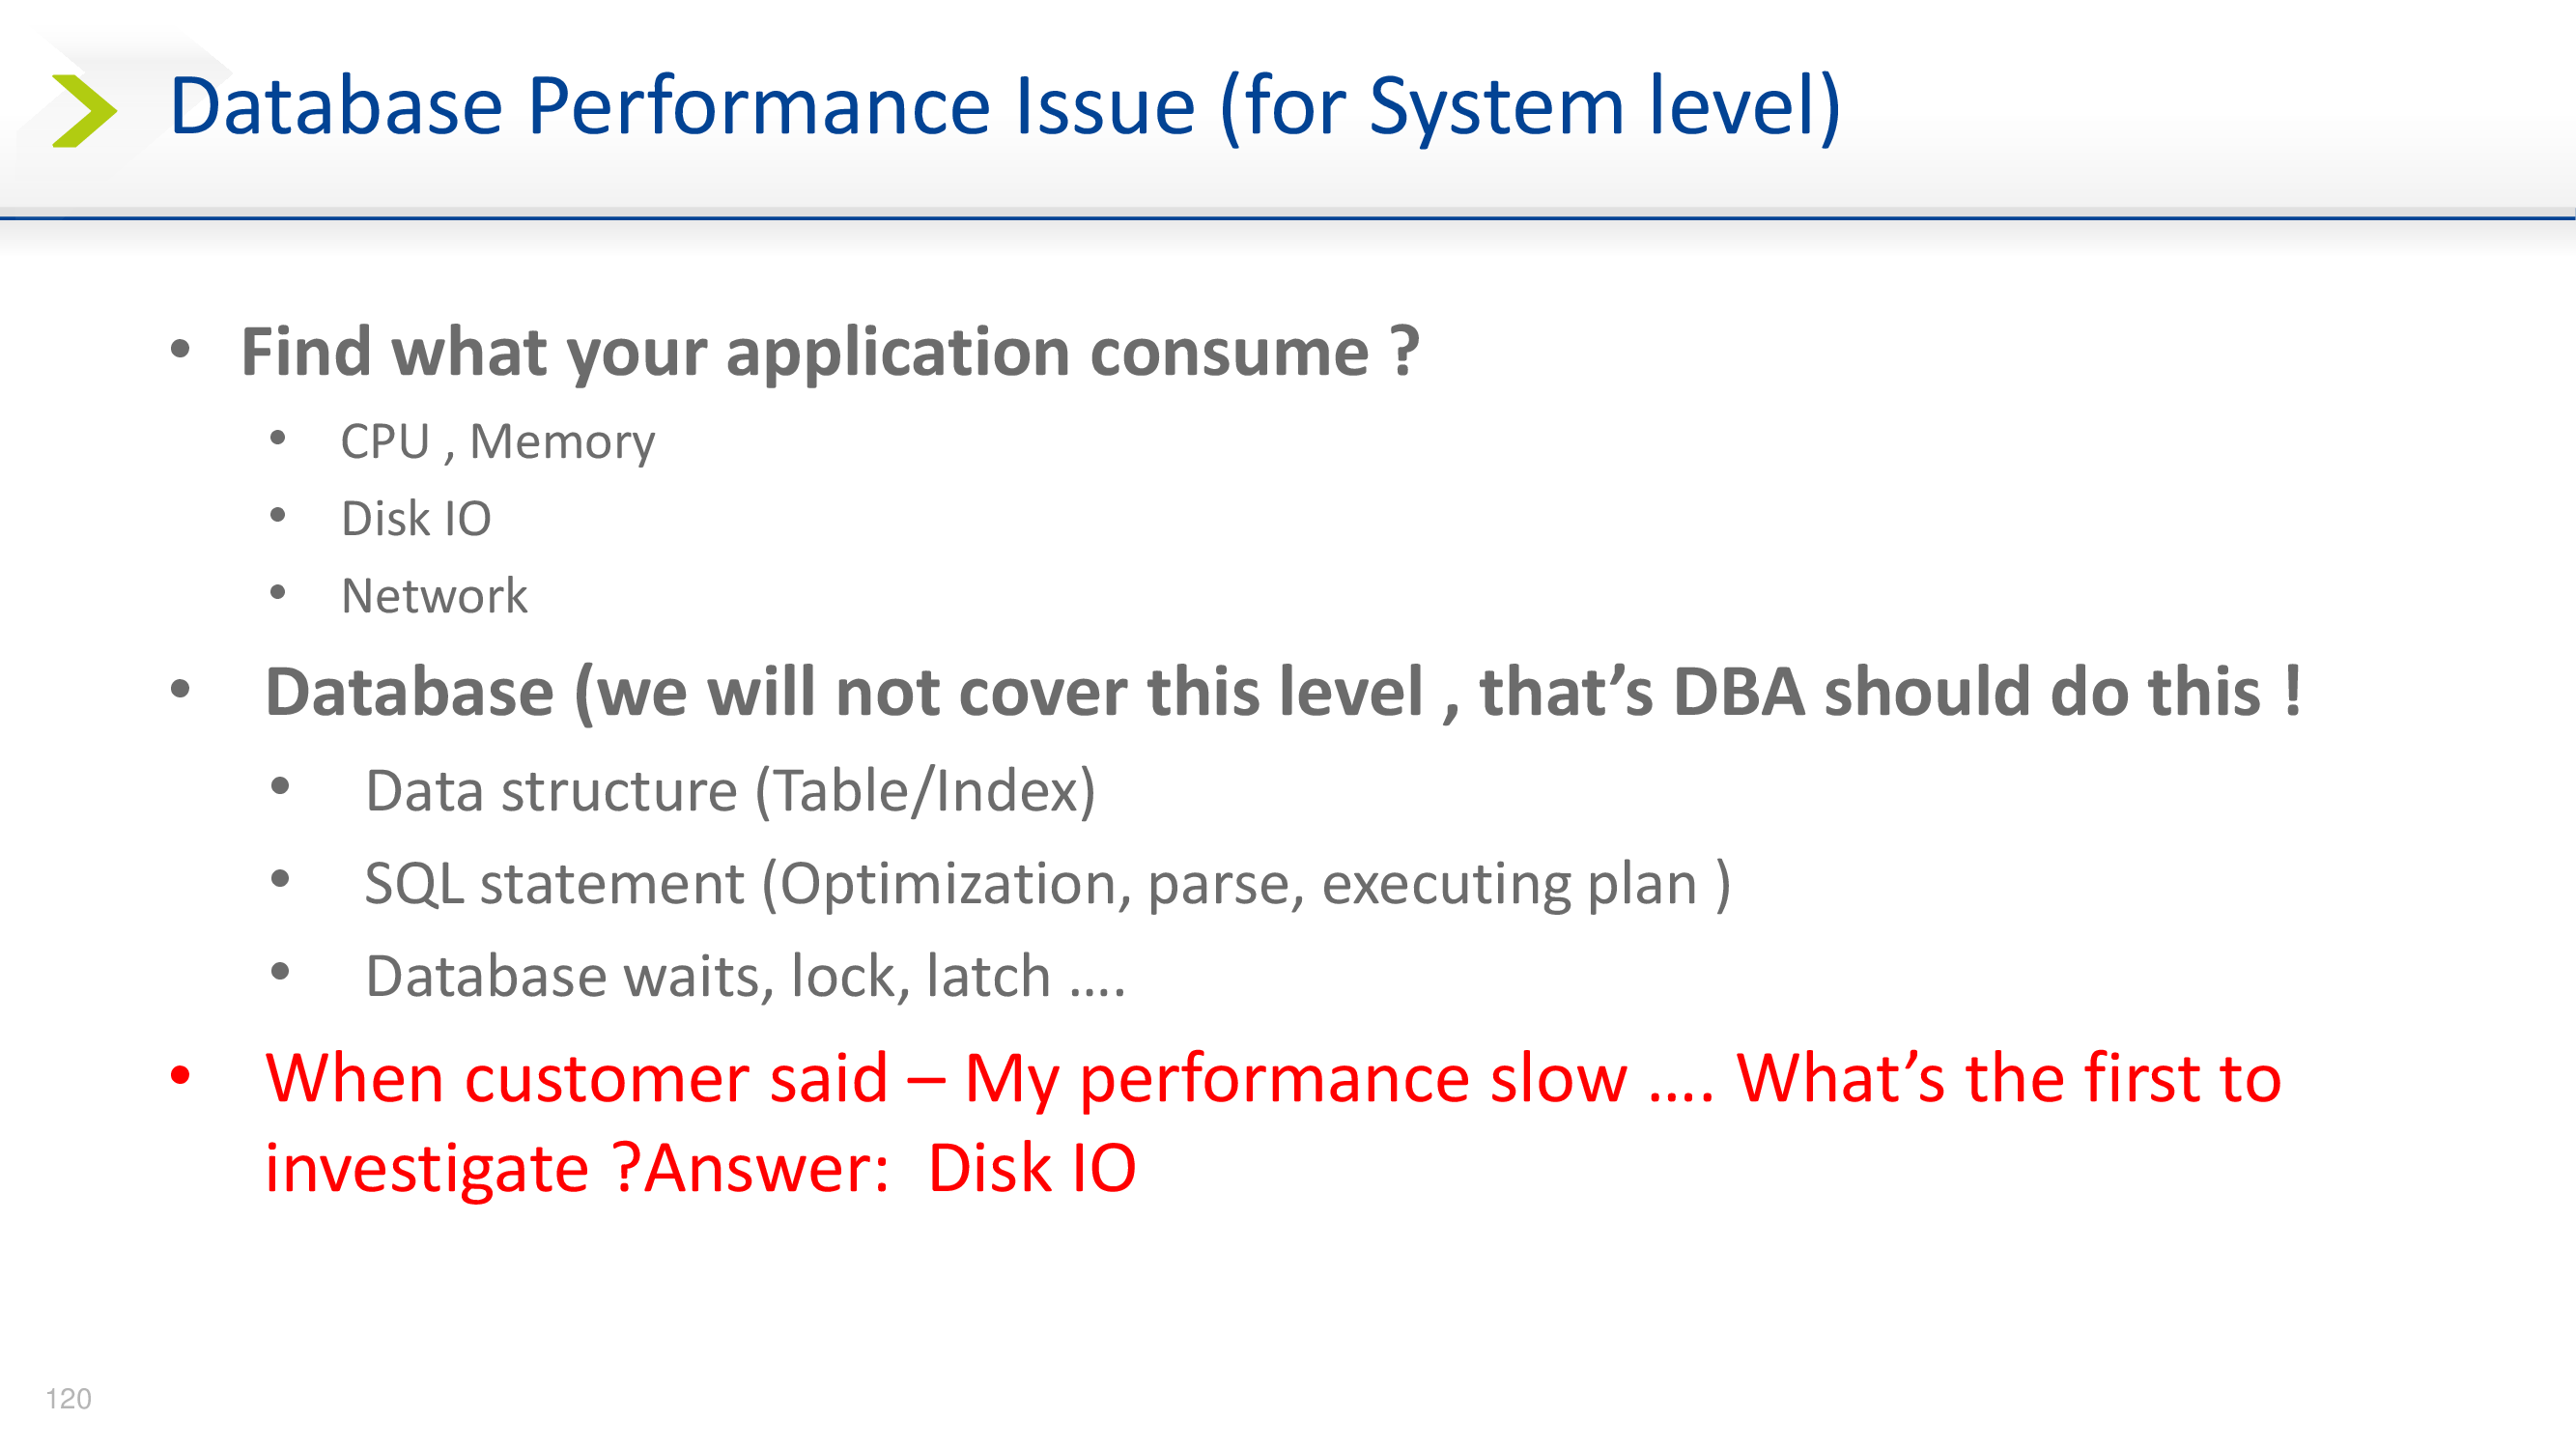 Database Performance Issue (for System level)
• Find what your application consume ?
• CPU , Memory
• Disk IO
• Network
• Database (we will not cover this level , that’s DBA should do this !
• Data structure (Table/Index)
• SQL statement (Optimization, parse, executing plan )
• Database waits, lock, latch ….
• When customer said – My performance slow …. What’s the first to
investigate ?Answer:  Disk IO
120